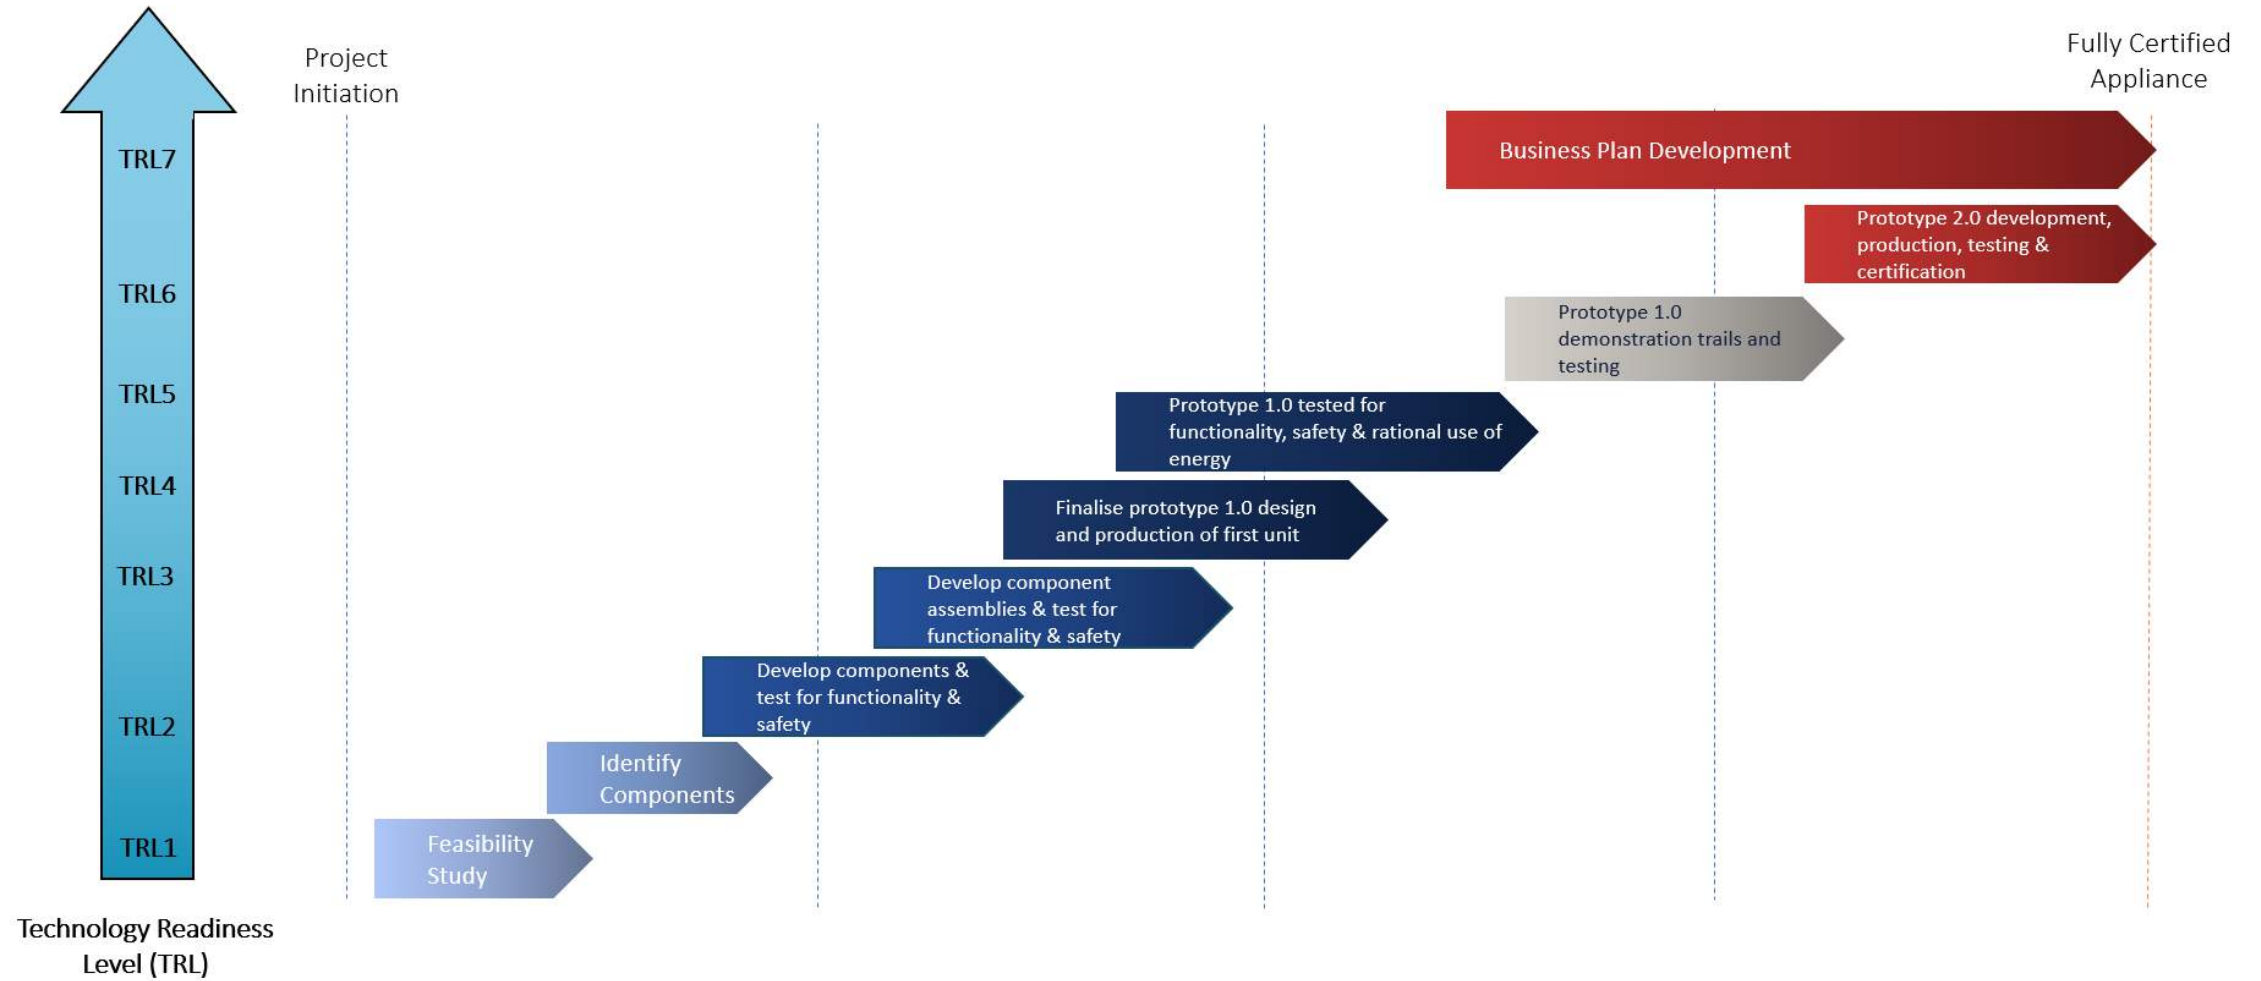 Project
Initiation
Fully Certified
Appliance
TRL7
Business Plan Development
Prototype 2.0 development,
production, testing &
certification
TRL6
Prototype 1.0
demonstration trails and
testing
TRL5
Prototype 1.0 tested for
functionality, safety & rational use of
energy
TRL4
Finalise prototype 1.0 design
and production of first unit
TRL3
Develop component
assemblies & test for
functionality & safety
Develop components &
test for functionality &
safety
TRL2
Identify
Components
TRL1
Feasibility
Study
Technology Readiness
Level (TRL)